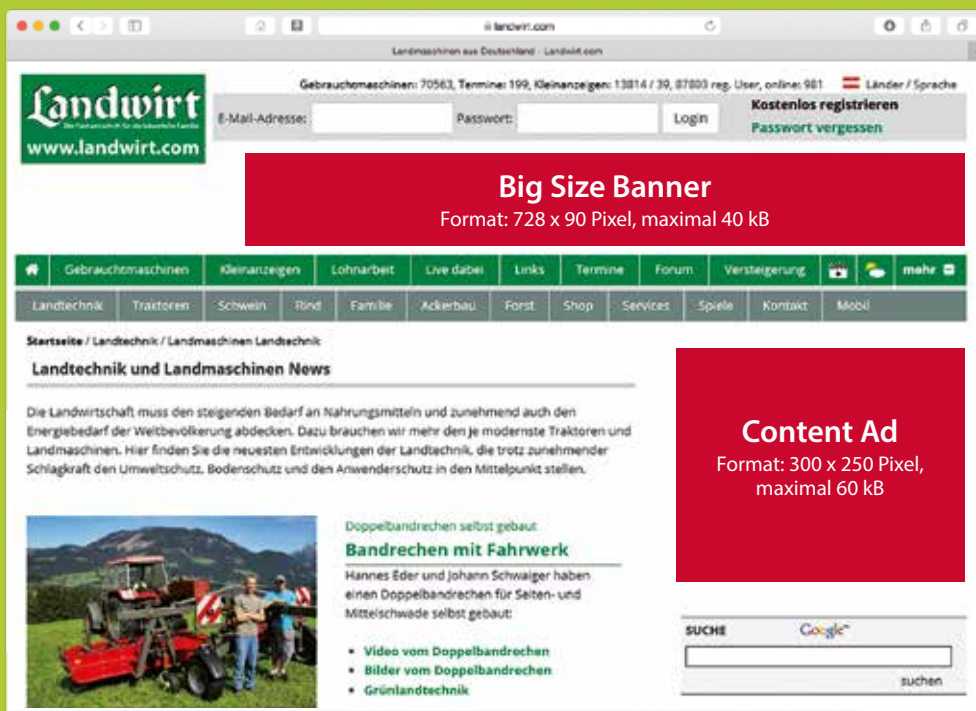 landwirt.com
Landmaschinen aus Deutschland - Landwirt.com
Landwirt
www.landwirt.com
Gebrauchtmaschinen: 70563, Termine: 199, Kleinanzeigen: 13814 / 39, 87803 reg. User, online: 981
Länder / Sprache
E-Mail-Adresse:
Passwort:
Login
Kostenlos registrieren
Passwort vergessen
Big Size Banner
Format: 728 x 90 Pixel, maximal 40 kB
Gebrauchtmaschinen Kleinanzeigen Lohnarbeit Live dabei Links Termine Forum Versteigerung mehr
Landtechnik Traktoren Schwein Rind Familie Ackerbau Forst Shop Services Spiele Kontakt Mobil
Startseite / Landtechnik / Landmaschinen Landtechnik
Landtechnik und Landmaschinen News
Die Landwirtschaft muss den steigenden Bedarf an Nahrungsmitteln und zunehmend auch den
Energiebedarf der Weltbevölkerung abdecken. Dazu brauchen wir mehr den je modernste Traktoren und
Landmaschinen. Hier finden Sie die neuesten Entwicklungen der Landtechnik, die trotz zunehmender
Schlagkraft den Umweltschutz, Bodenschutz und den Anwenderschutz in den Mittelpunkt stellen.
Content Ad
Format: 300 x 250 Pixel,
maximal 60 kB
Doppelbandrechen selbst gebaut
Bandrechen mit Fahrwerk
Hannes Eder und Johann Schwaiger haben
einen Doppelbandrechen für Seiten- und
Mittelschwade selbst gebaut:
• Video vom Doppelbandrechen
• Bilder vom Doppelbandrechen
• Grünlandtechnik
SUCHE Google™
suchen